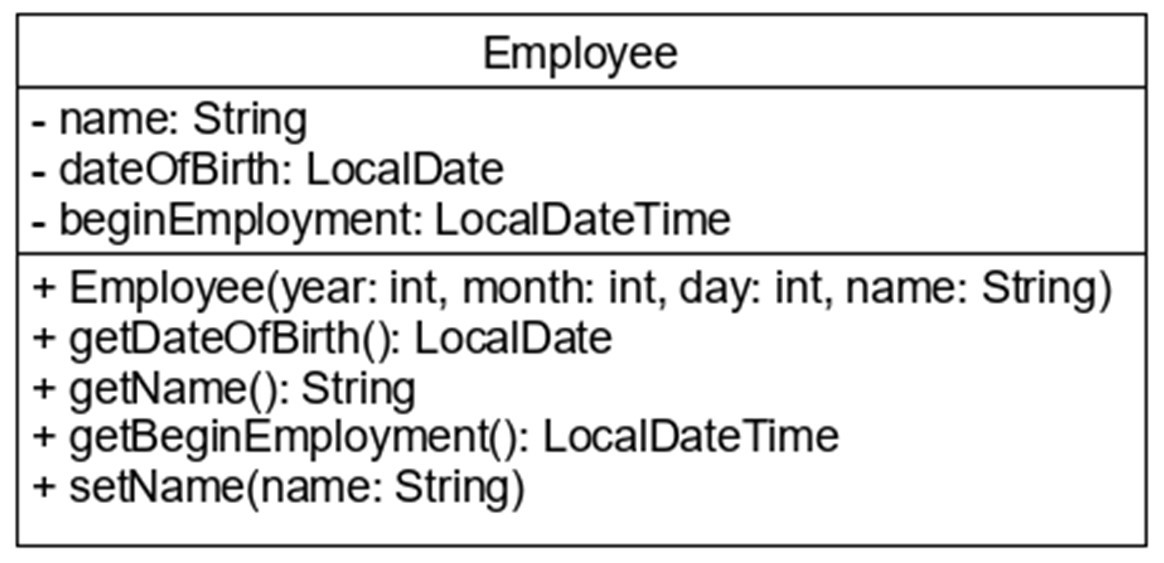 Employee
- name: String
- dateOfBirth: LocalDate
- beginEmployment: LocalDateTime
+ Employee(year: int, month: int, day: int, name: String)
+ getDateOfBirth(): LocalDate
+ getName(): String
+ getBeginEmployment(): LocalDateTime
+ setName(name: String)